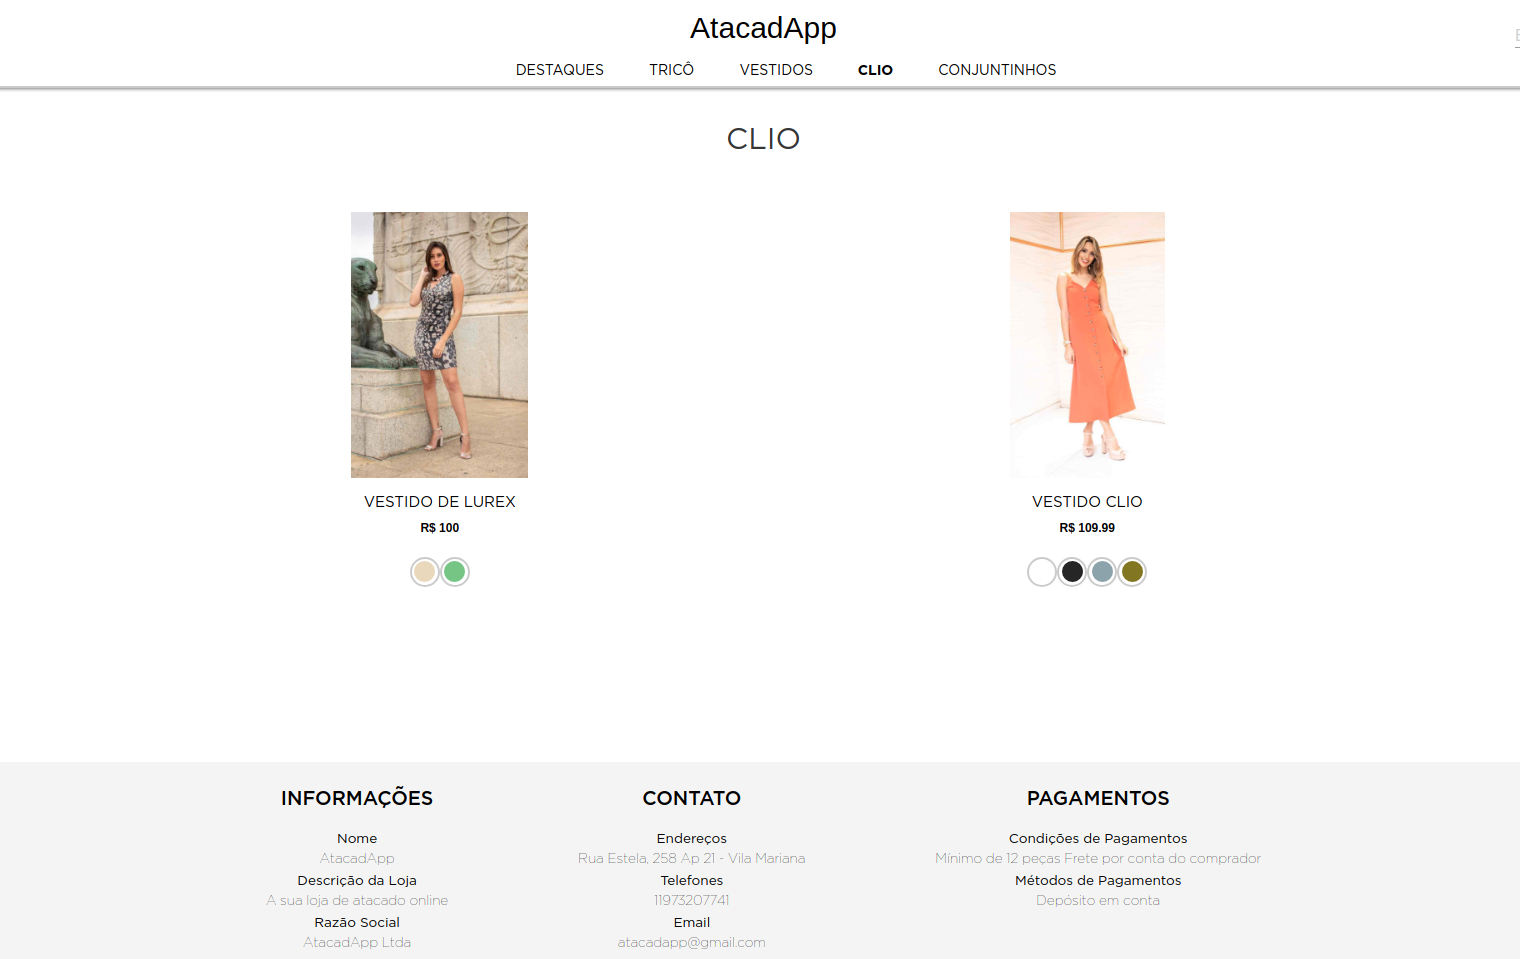 AtacadApp
DESTAQUES TRICÔ VESTIDOS CLIO CONJUNTINHOS
CLIO
VESTIDO DE LUREX
R$ 100
VESTIDO CLIO
R$ 109.99
INFORMAÇÕES
Nome
AtacadApp
Descrição da Loja
A sua loja de atacado online
Razão Social
AtacadApp Ltda
CONTATO
Endereços
Rua Estela, 258 Ap 21 - Vila Mariana
Telefones
11973207741
Email
atacadapp@gmail.com
PAGAMENTOS
Condições de Pagamentos
Mínimo de 12 peças Frete por conta do comprador
Métodos de Pagamentos
Depósito em conta